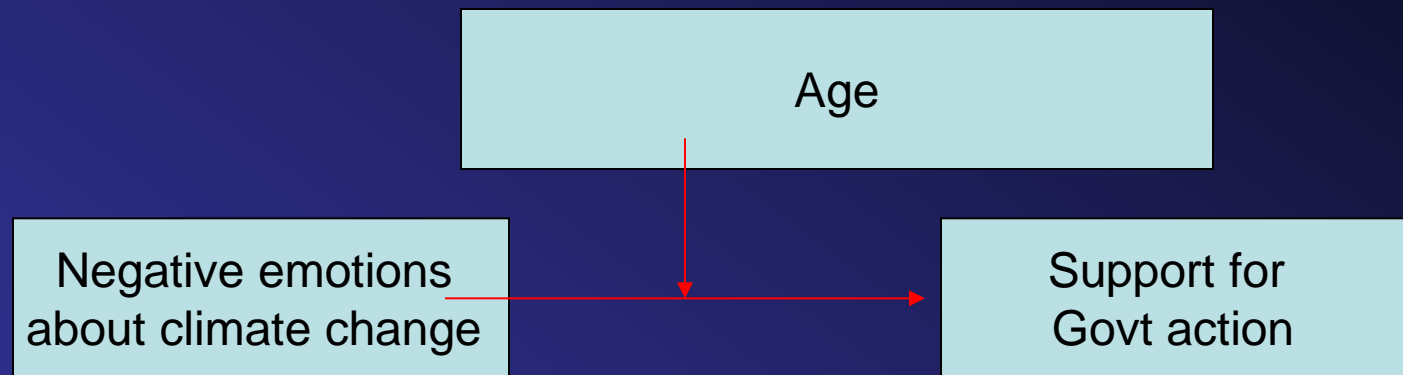 Age
Negative emotions
about climate change
Support for
Govt action